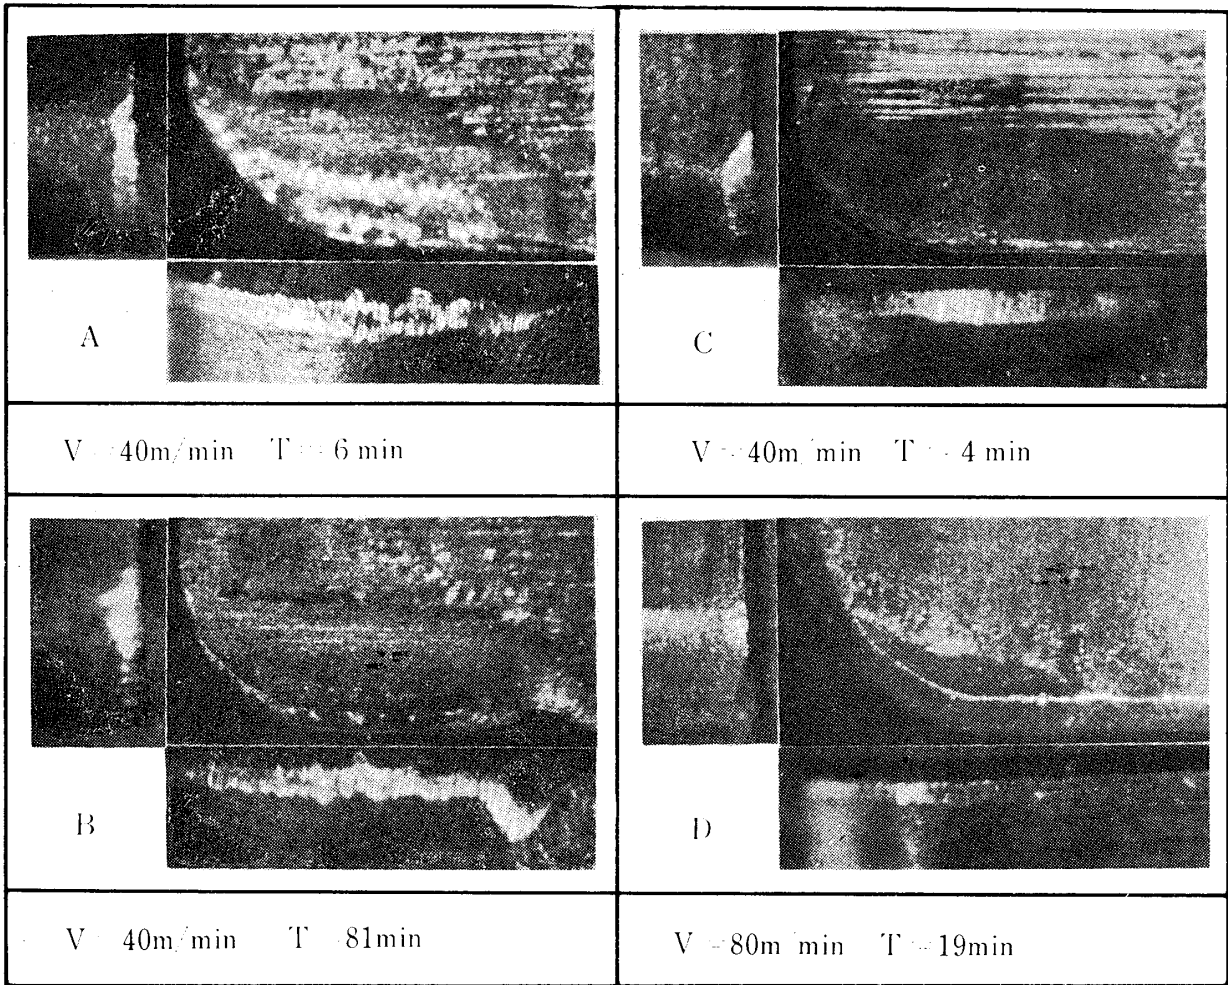 A
C
V 40m/min T 6 min
V 40m/min T 4 min
B
D
V 40m/min T 81min
V 80m min T 19min